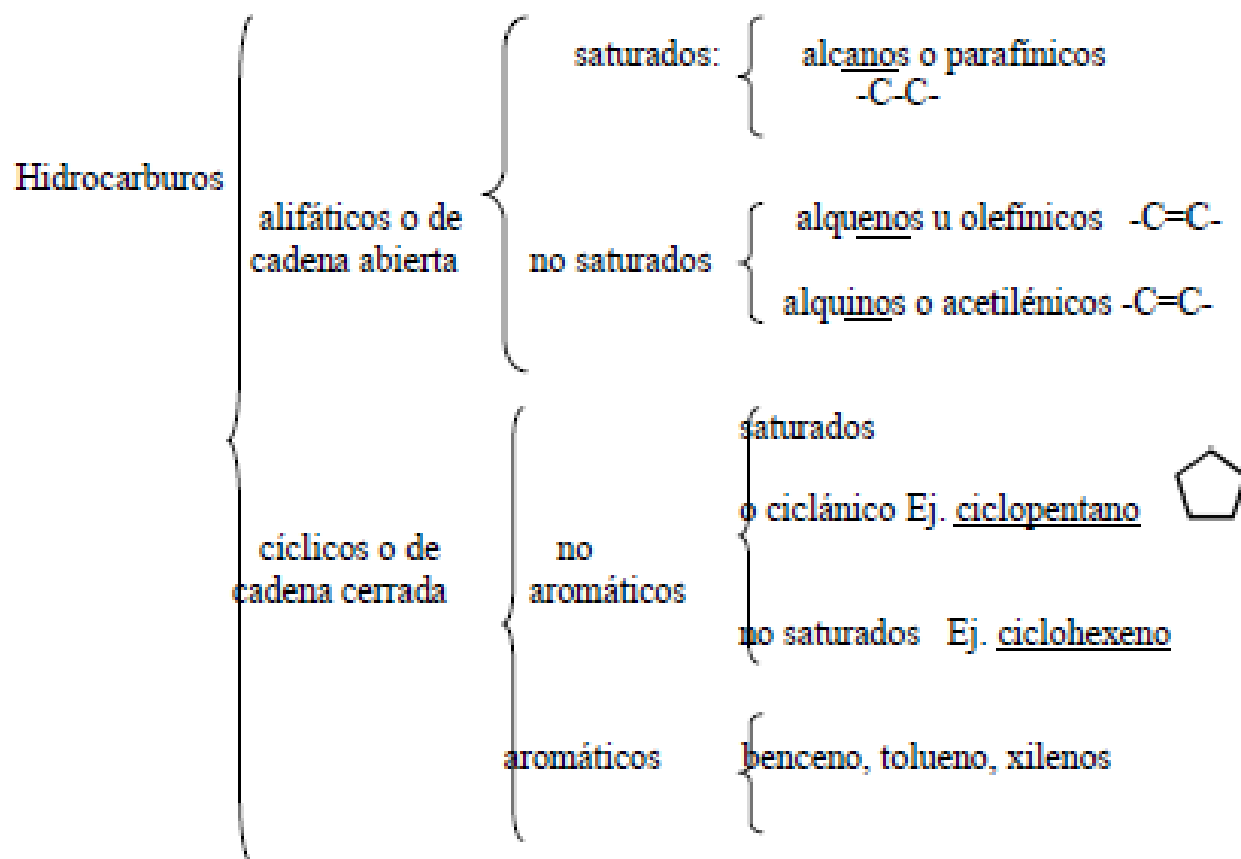 saturados: alcanos o parafínicos
-C-C-
Hidrocarburos
alifáticos o de
cadena abierta
no saturados
alquenos u olefínicos -C=C-
alquinos o acetilénicos -C=C-
saturados
o ciclánico Ej. ciclopentano
cíclicos o de
cadena cerrada
no
aromáticos
no saturados Ej. ciclohexeno
aromáticos
benceno, tolueno, xilenos